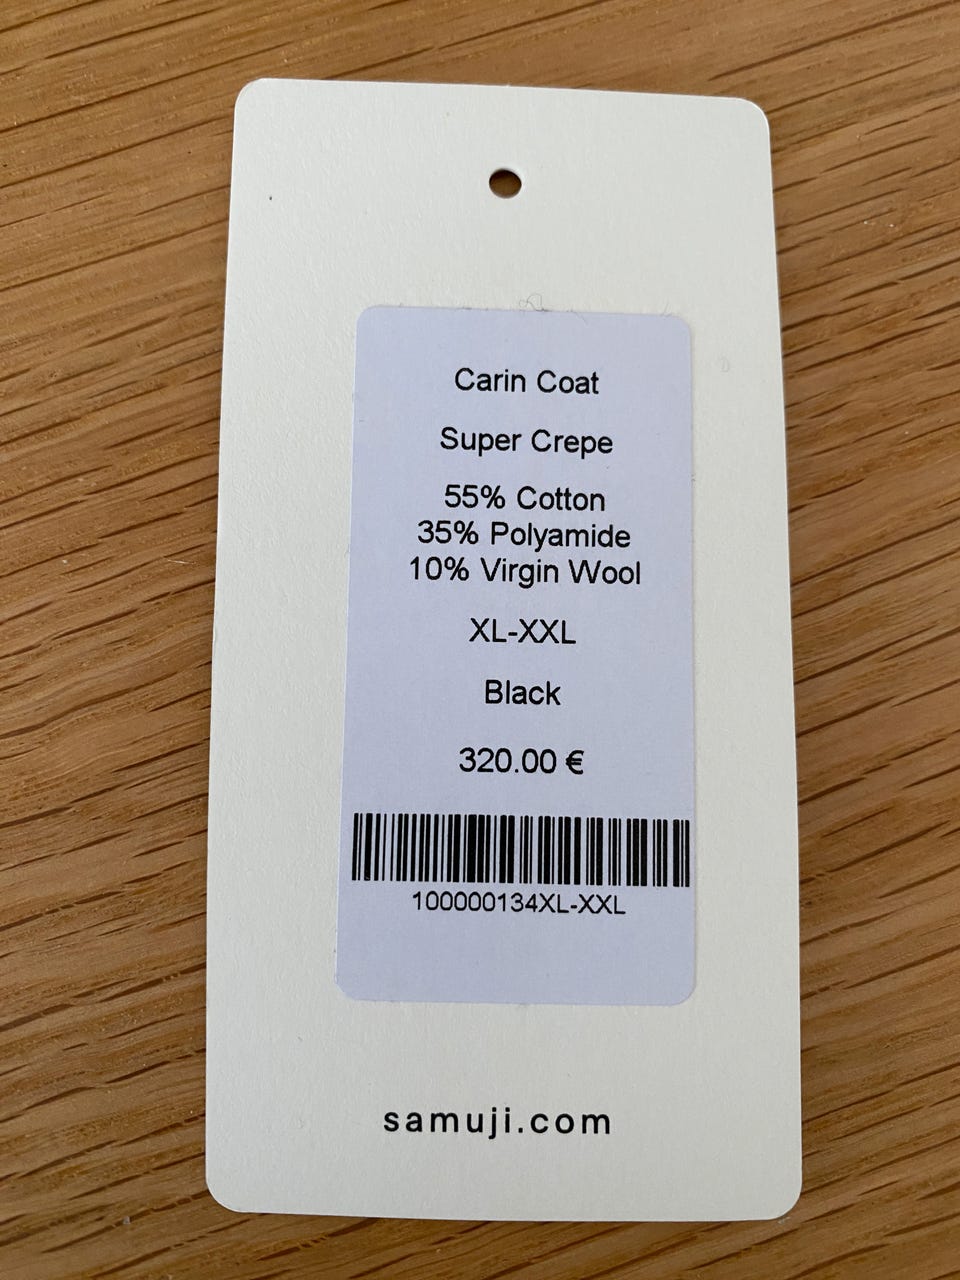 Carin Coat
Super Crepe
55% Cotton
35% Polyamide
10% Virgin Wool
XL-XXL
Black
320.00 €
100000134XL-XXL
samuji.com